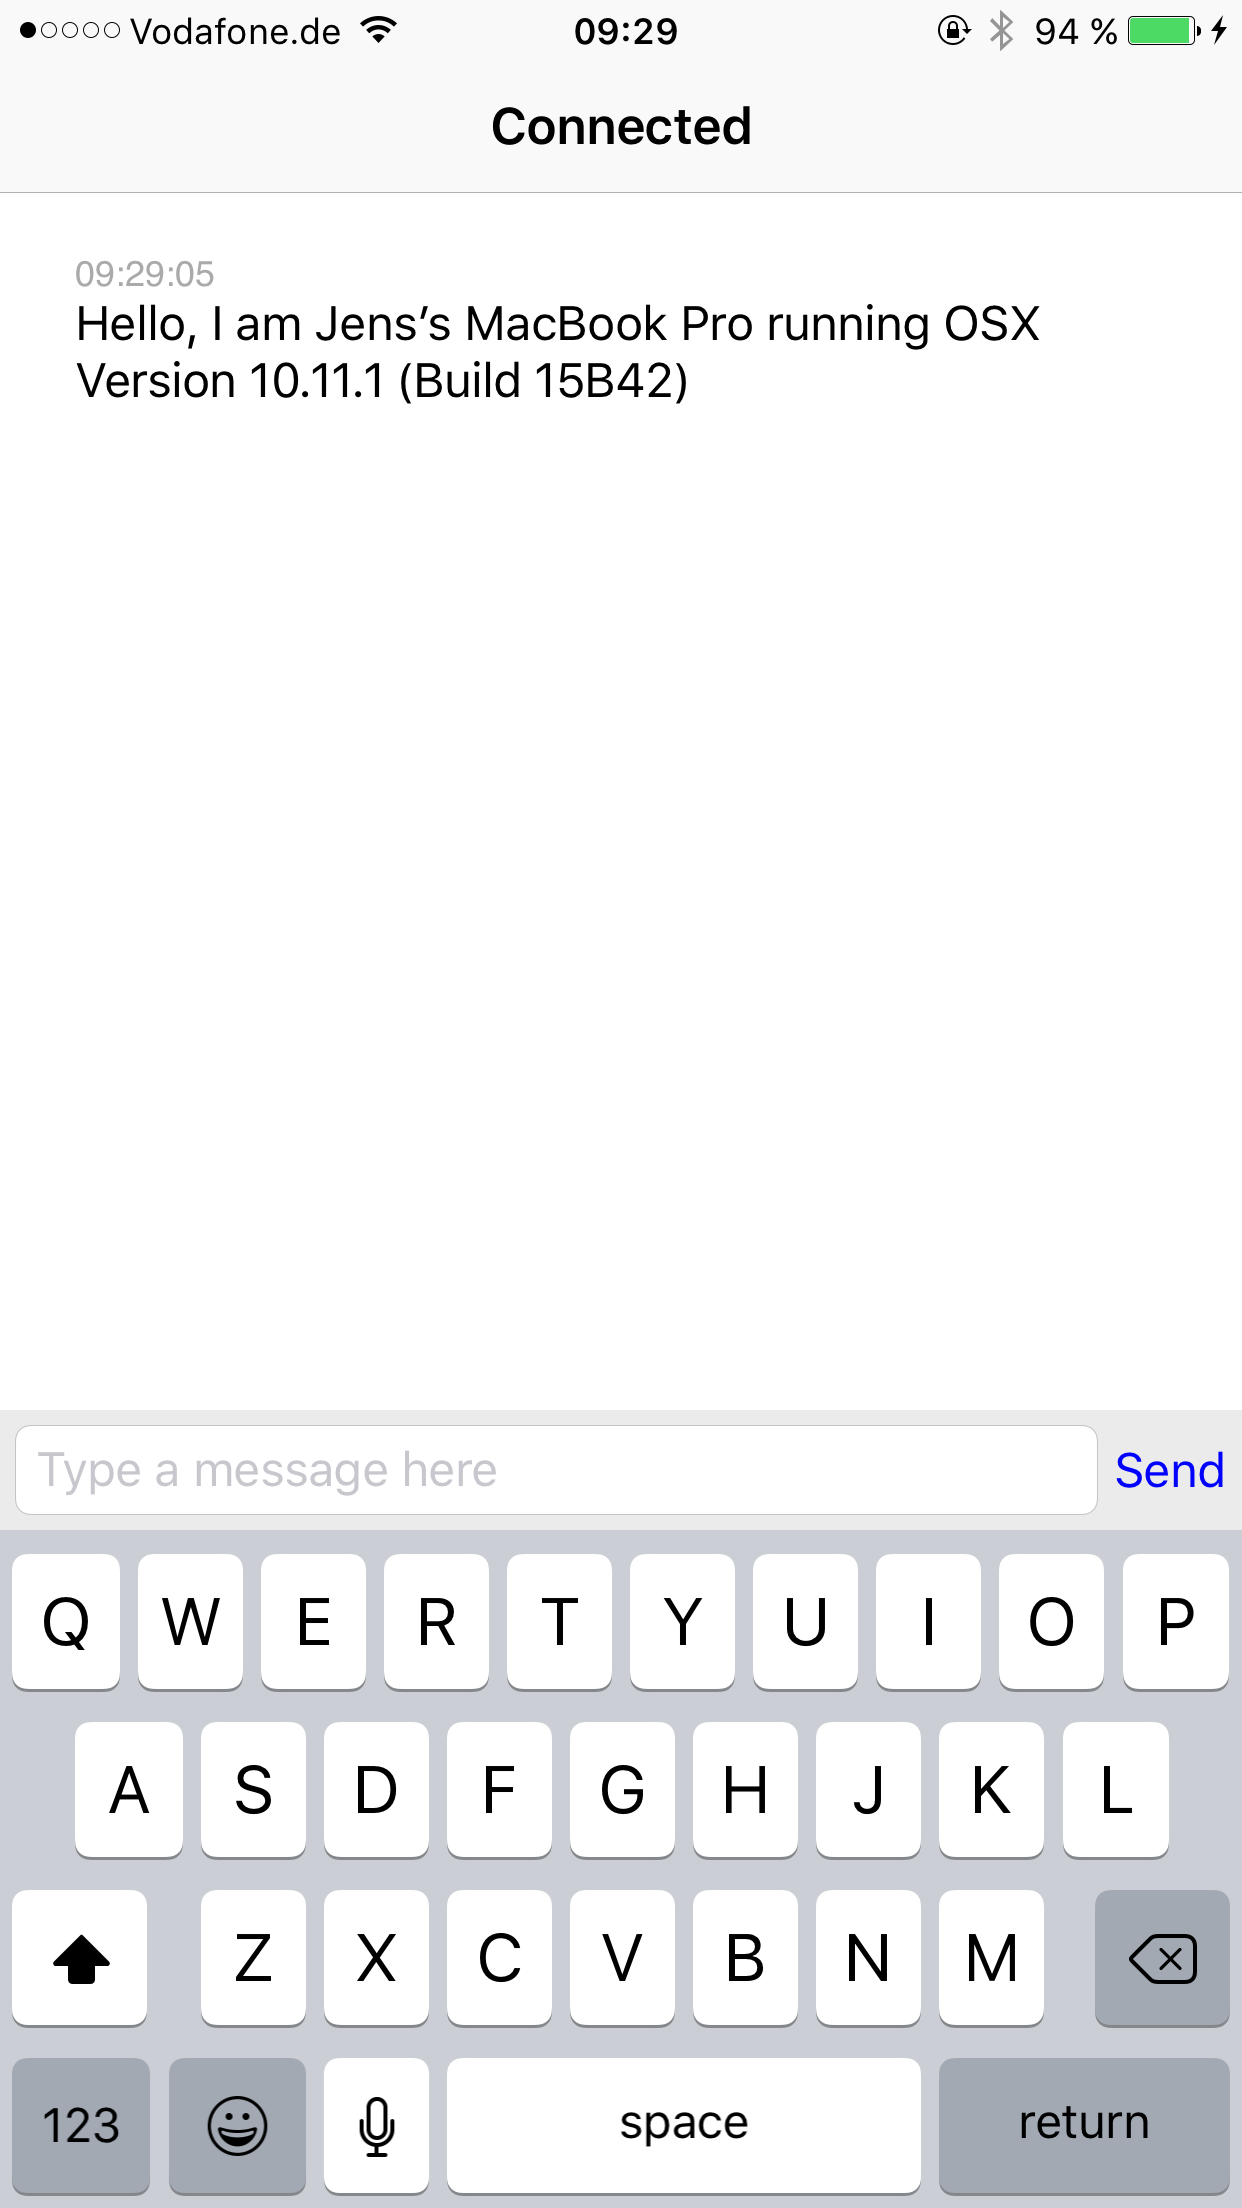 Vodafone.de 09:29 94 %
Connected
09:29:05
Hello, I am Jens’s MacBook Pro running OSX
Version 10.11.1 (Build 15B42)
Type a message here Send
Q W E R T Y U I O P
A S D F G H J K L
Z X C V B N M
123 space return